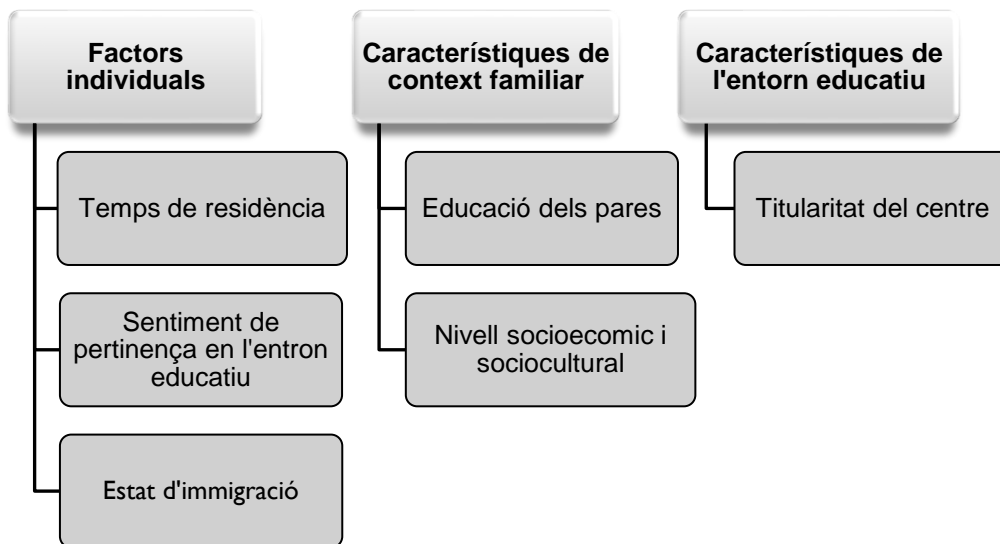 Factors
individuals
Temps de residència
Sentiment de
pertinença en l'entron
educatiu
Estat d'immigració
Característiques de
context familiar
Educació dels pares
Nivell socioecomic i
sociocultural
Característiques de
l'entorn educatiu
Titularitat del centre